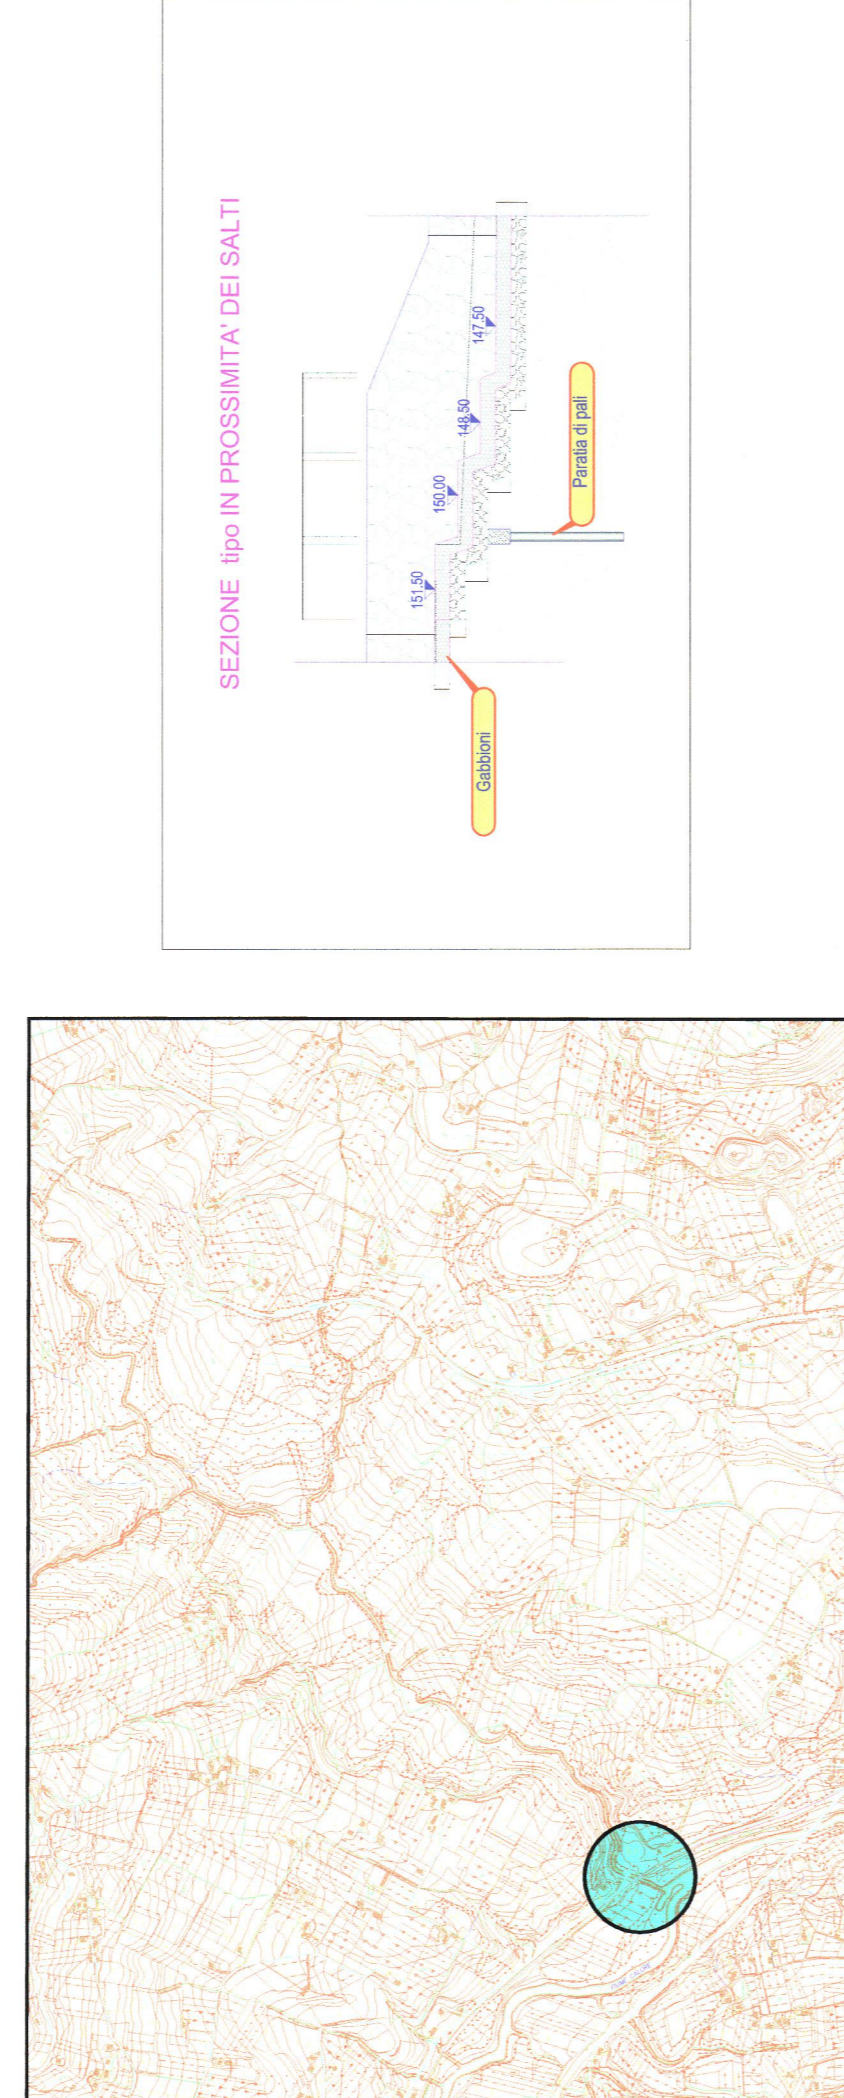 SEZIONE tipo IN PROSSIMITA' DEI SALTI
151.50
150.00
148.50
147.50
Gabbioni
Paratia di pali